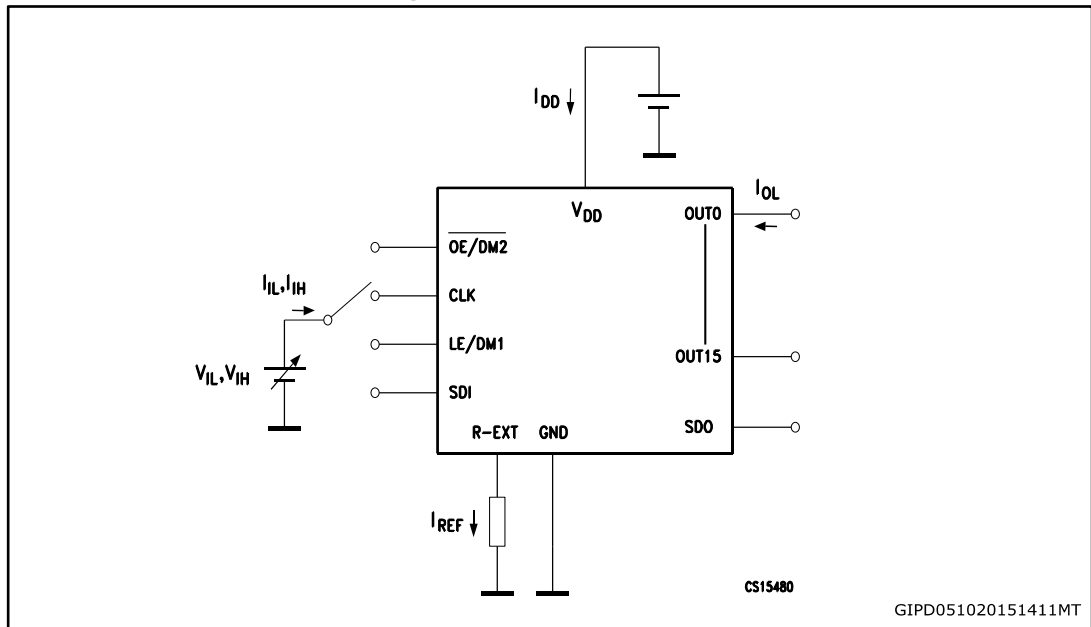 I_DD
V_DD
I_OL
OUT0
OE/DM2
I_IL,I_IH
CLK
LE/DM1
OUT15
V_IL,V_IH
SDI
SDO
R-EXT GND
I_REF
CS15480
GIPD051020151411MT